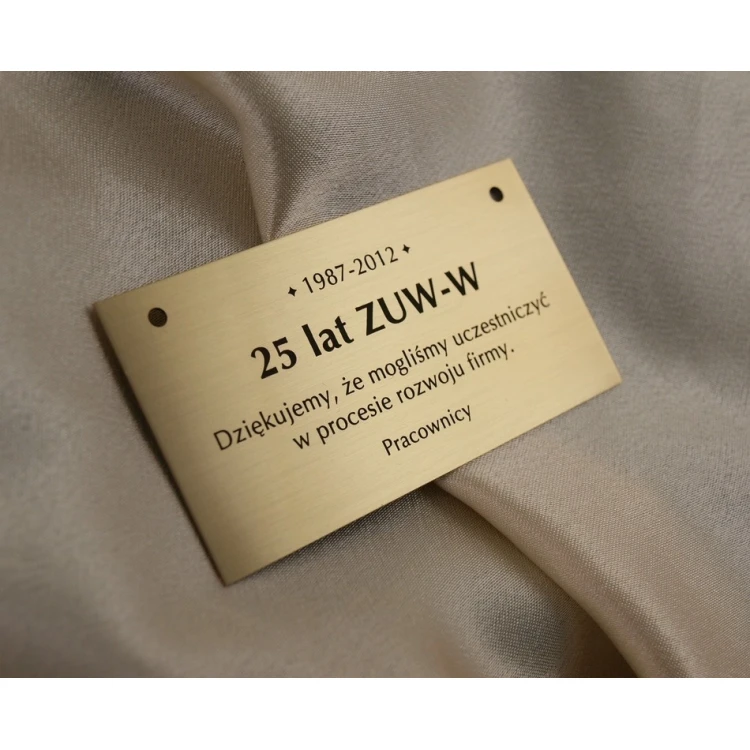 ✦ 1987-2012 ✦
25 lat ZUW-W
Dziękujemy, że mogliśmy uczestniczyć
w procesie rozwoju firmy.
Pracownicy